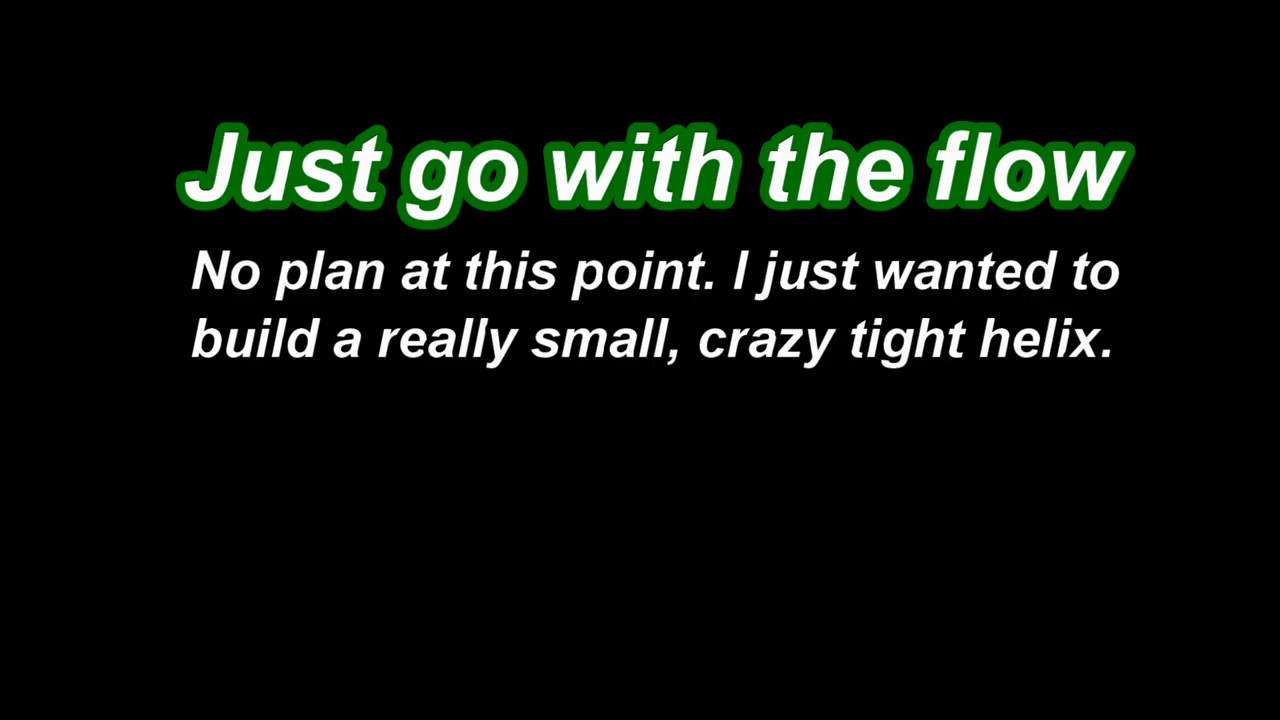 Just go with the flow
No plan at this point. I just wanted to
build a really small, crazy tight helix.